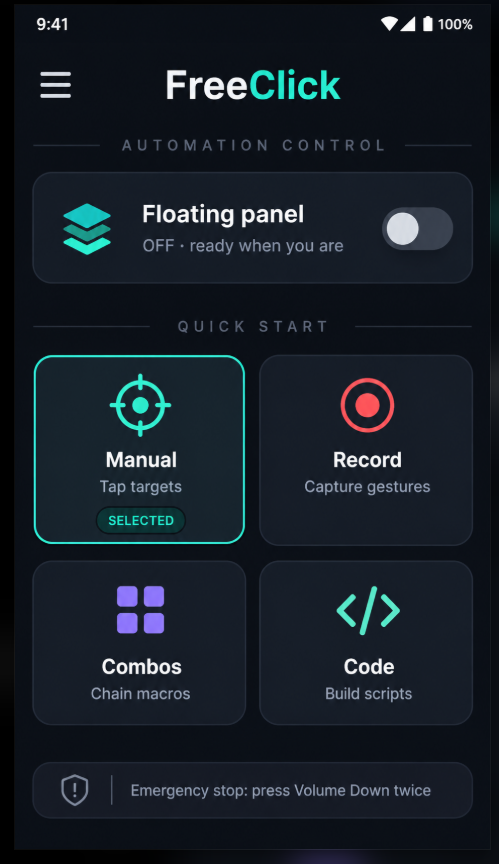 9:41
100%
FreeClick
AUTOMATION CONTROL
Floating panel
OFF · ready when you are
QUICK START
Manual
Tap targets
SELECTED
Record
Capture gestures
Combos
Chain macros
Code
Build scripts
Emergency stop: press Volume Down twice